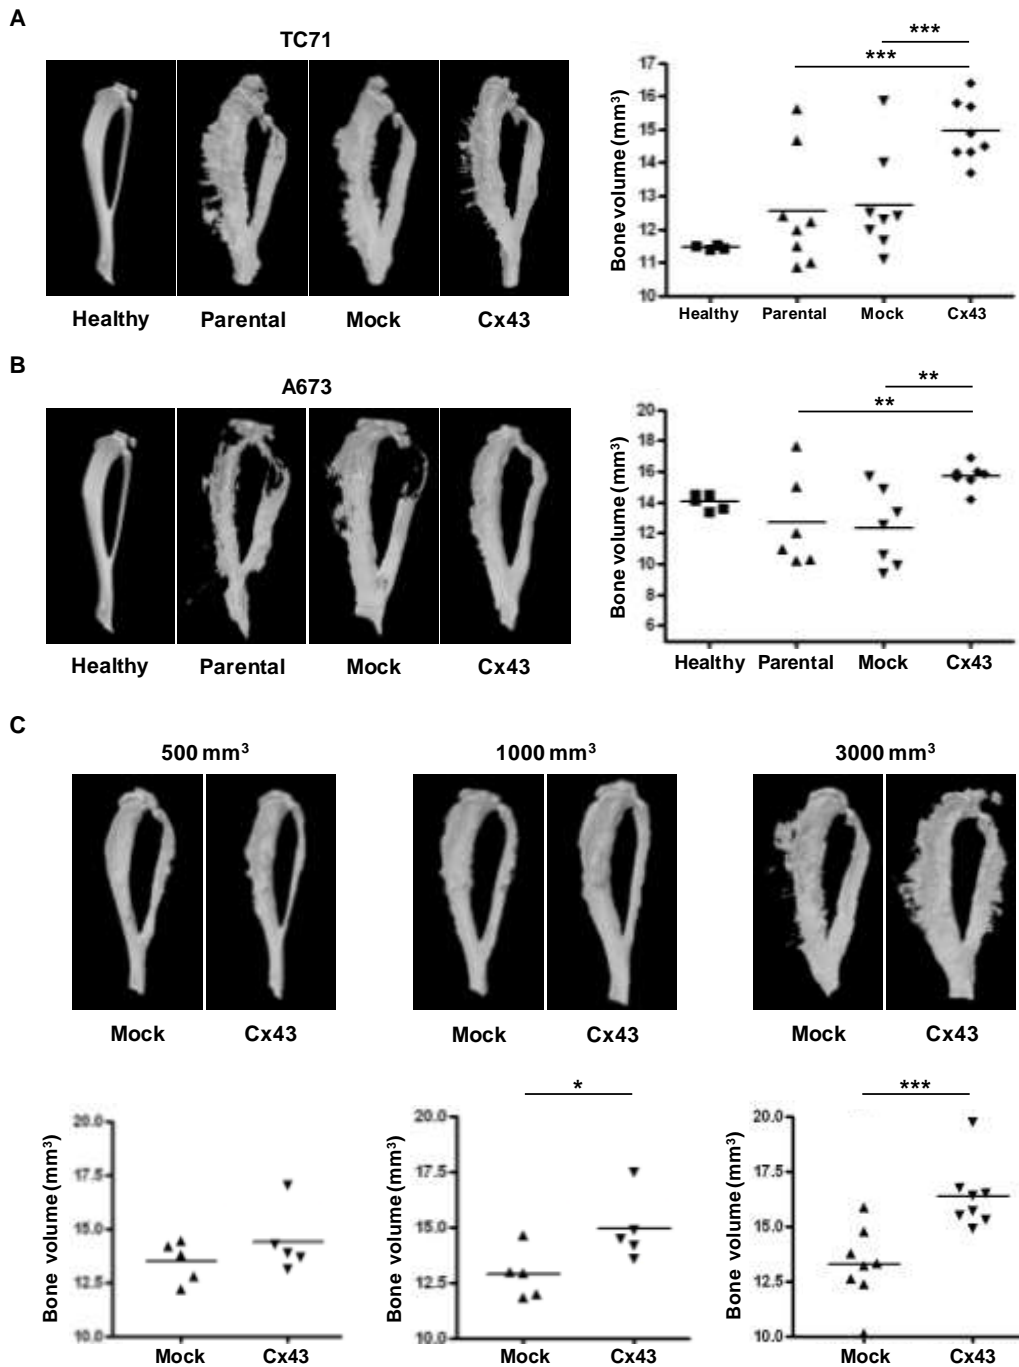 A
TC71
Healthy Parental Mock Cx43
***
***
Bone volume (mm³)
17
16
15
14
13
12
11
10
Healthy Parental Mock Cx43
B
A673
Healthy Parental Mock Cx43
**
**
Bone volume (mm³)
20
18
16
14
12
10
8
6
Healthy Parental Mock Cx43
C
500 mm³ 1000 mm³ 3000 mm³
Mock Cx43 Mock Cx43 Mock Cx43
Bone volume (mm³)
20.0
17.5
15.0
12.5
10.0
Mock Cx43
*
Bone volume (mm³)
20.0
17.5
15.0
12.5
10.0
Mock Cx43
***
Bone volume (mm³)
20.0
17.5
15.0
12.5
10.0
Mock Cx43